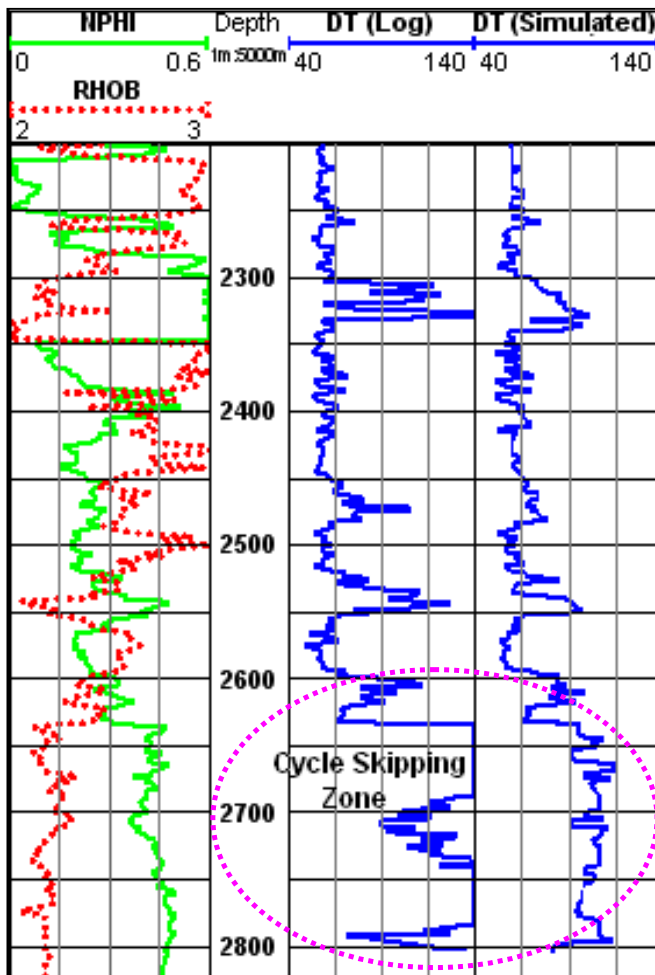 NPHI Depth DT (Log) DT (Simulated)
0 0.6 1m:5000m 40 140 40 140
RHOB
2 3
2300
2400
2500
2600
Cycle Skipping
Zone
2700
2800